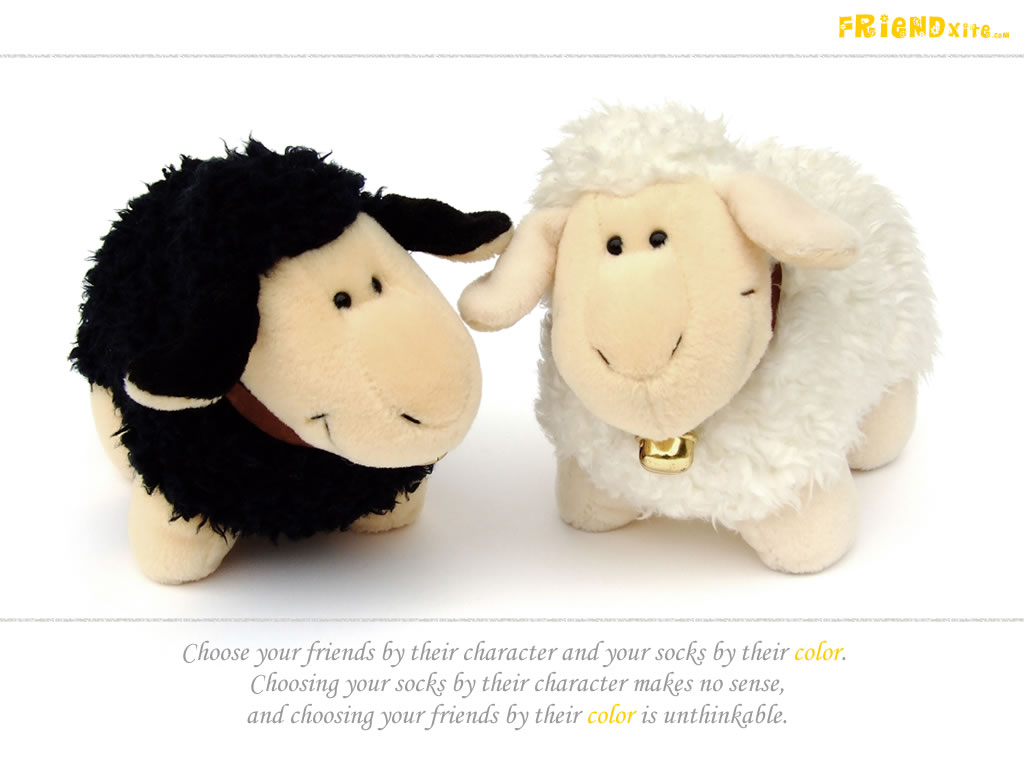 FRiENDXite.com
Choose your friends by their character and your socks by their color.
Choosing your socks by their character makes no sense,
and choosing your friends by their color is unthinkable.